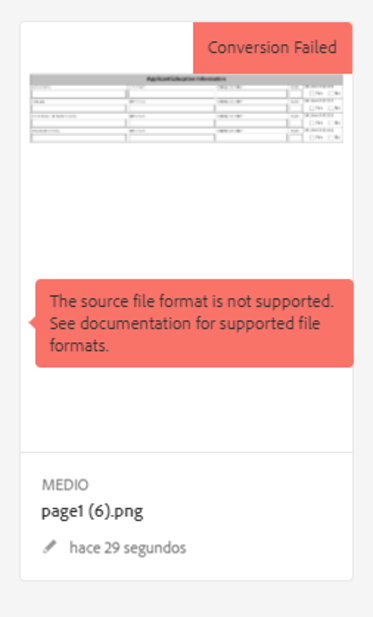 Conversion Failed
Applicant Education Information
The source file format is not supported.
See documentation for supported file
formats.
MEDIO
page1 (6).png
hace 29 segundos